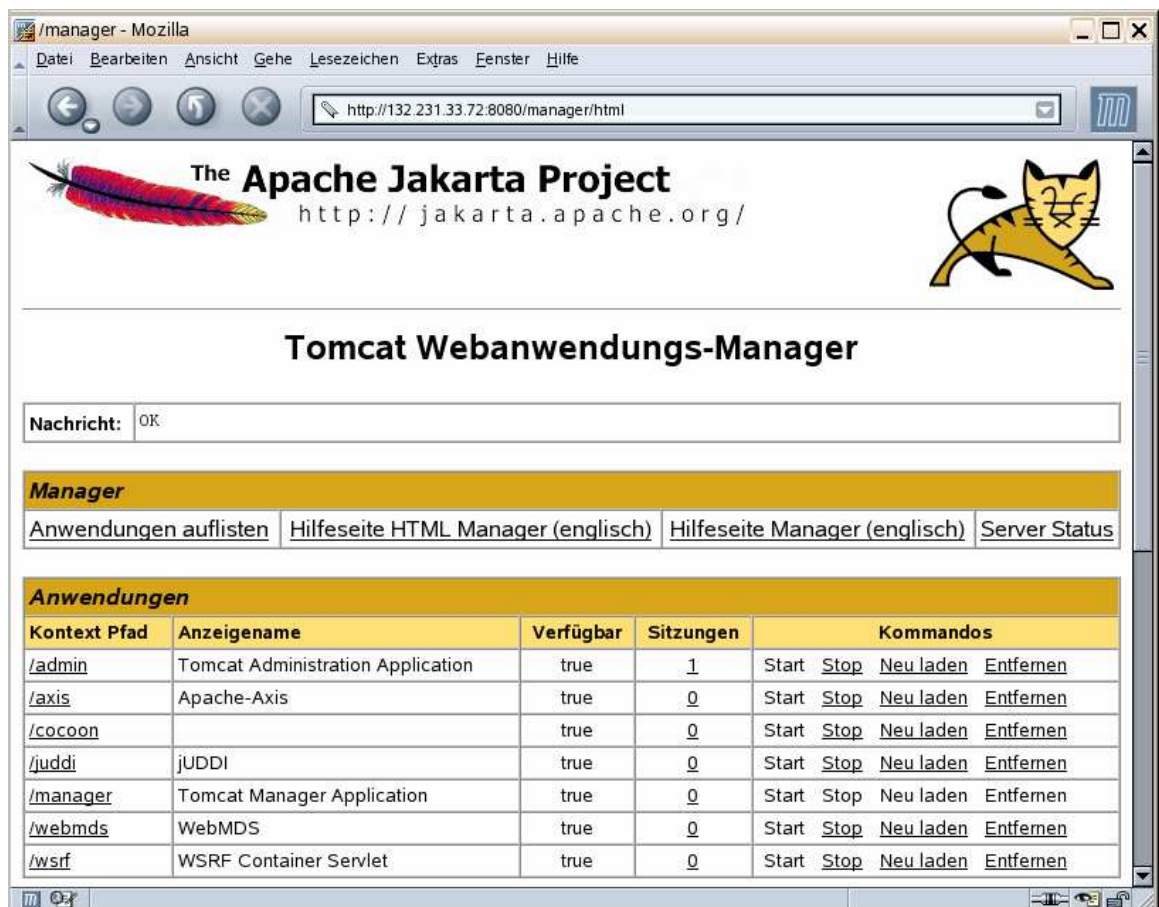 /manager - Mozilla
Datei Bearbeiten Ansicht Gehe Lesezeichen Extras Fenster Hilfe
http://132.231.33.72:8080/manager/html
The Apache Jakarta Project
http://jakarta.apache.org/
Tomcat Webanwendungs-Manager
Nachricht: OK
Manager
Anwendungen auflisten Hilfeseite HTML Manager (englisch) Hilfeseite Manager (englisch) Server Status
Anwendungen
Kontext Pfad Anzeigename Verfügbar Sitzungen Kommandos
/admin Tomcat Administration Application true 1 Start Stop Neu laden Entfernen
/axis Apache-Axis true 0 Start Stop Neu laden Entfernen
/cocoon true 0 Start Stop Neu laden Entfernen
/juddi jUDDI true 0 Start Stop Neu laden Entfernen
/manager Tomcat Manager Application true 0 Start Stop Neu laden Entfernen
/webmds WebMDS true 0 Start Stop Neu laden Entfernen
/wsrf WSRF Container Servlet true 0 Start Stop Neu laden Entfernen